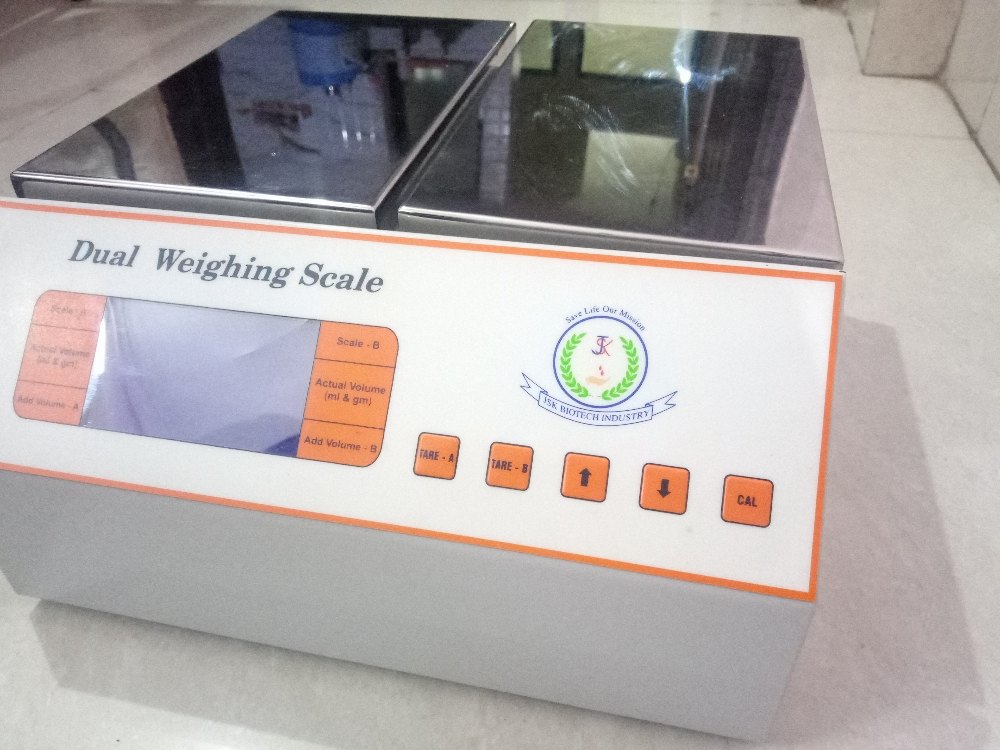 Dual Weighing Scale
Scale - A
Actual Volume
(ml & gm)
Add Volume - A
Scale - B
Actual Volume
(ml & gm)
Add Volume - B
Save Life Our Mission
JSK
JSK BIOTECH INDUSTRY
TARE - A
TARE - B
CAL